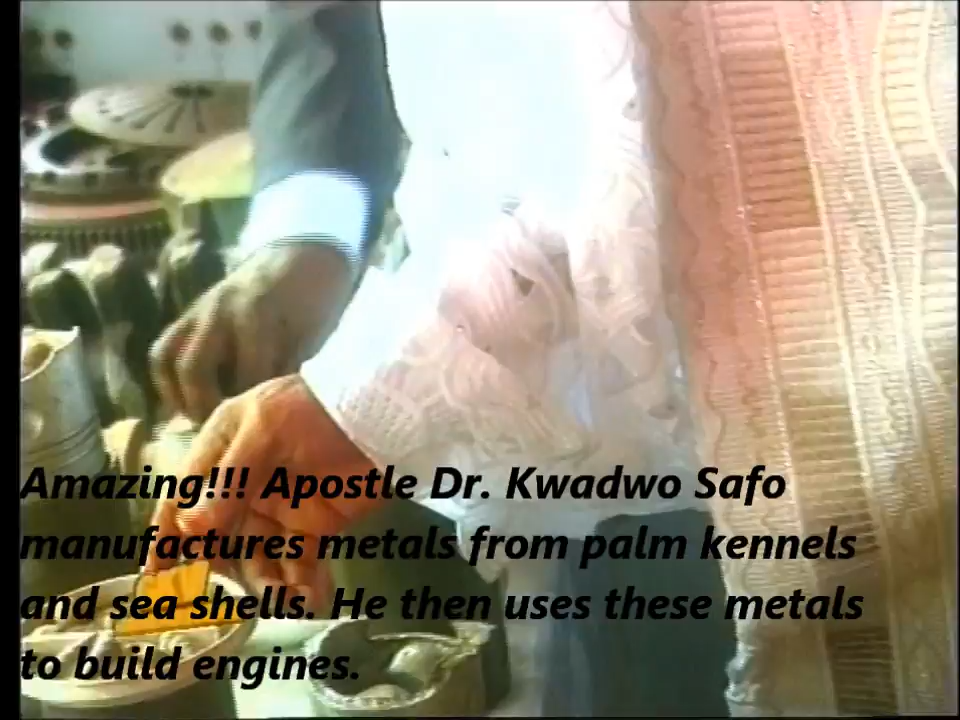 Amazing!!! Apostle Dr. Kwadwo Safo
manufactures metals from palm kennels
and sea shells. He then uses these metals
to build engines.